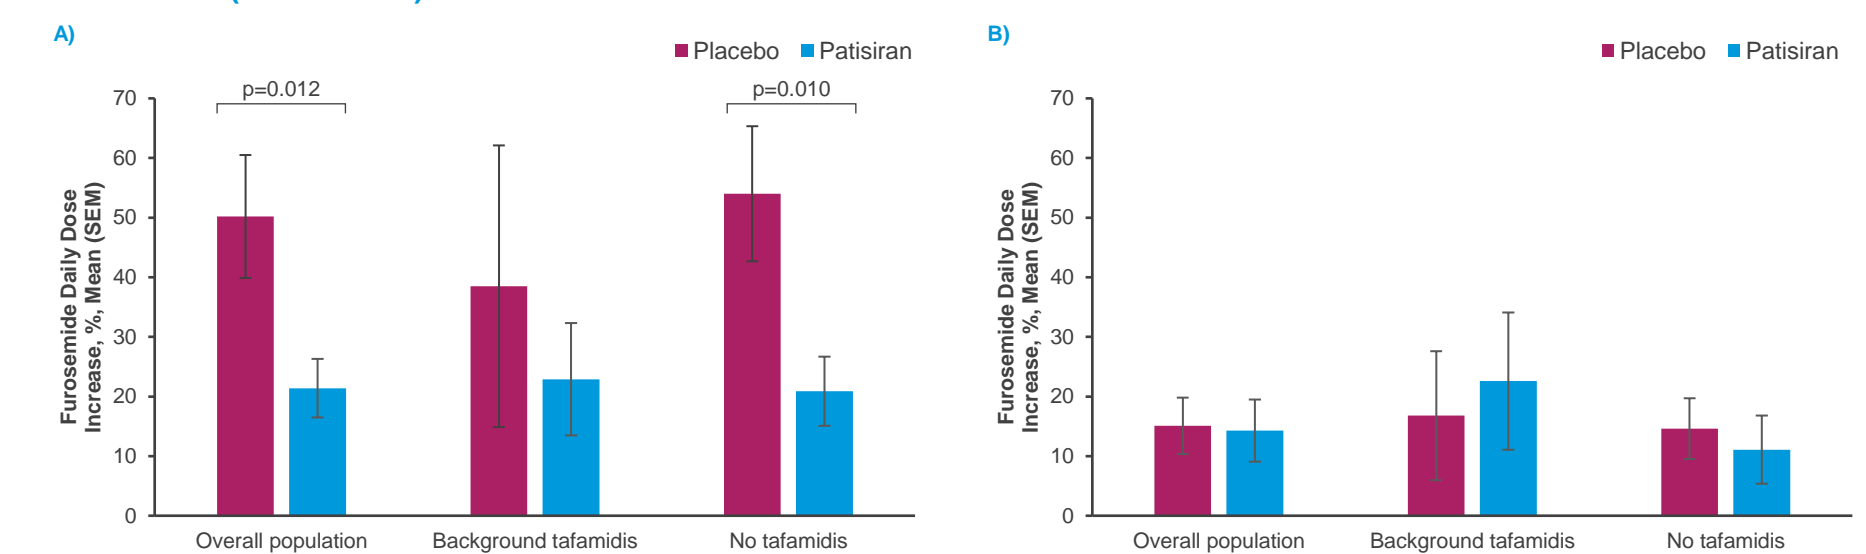 A)
Placebo Patisiran
p=0.012
p=0.010
70
60
50
40
30
20
10
0
Furosemide Daily Dose
Increase, %, Mean (SEM)
Overall population
Background tafamidis
No tafamidis
B)
Placebo Patisiran
70
60
50
40
30
20
10
0
Furosemide Daily Dose
Increase, %, Mean (SEM)
Overall population
Background tafamidis
No tafamidis